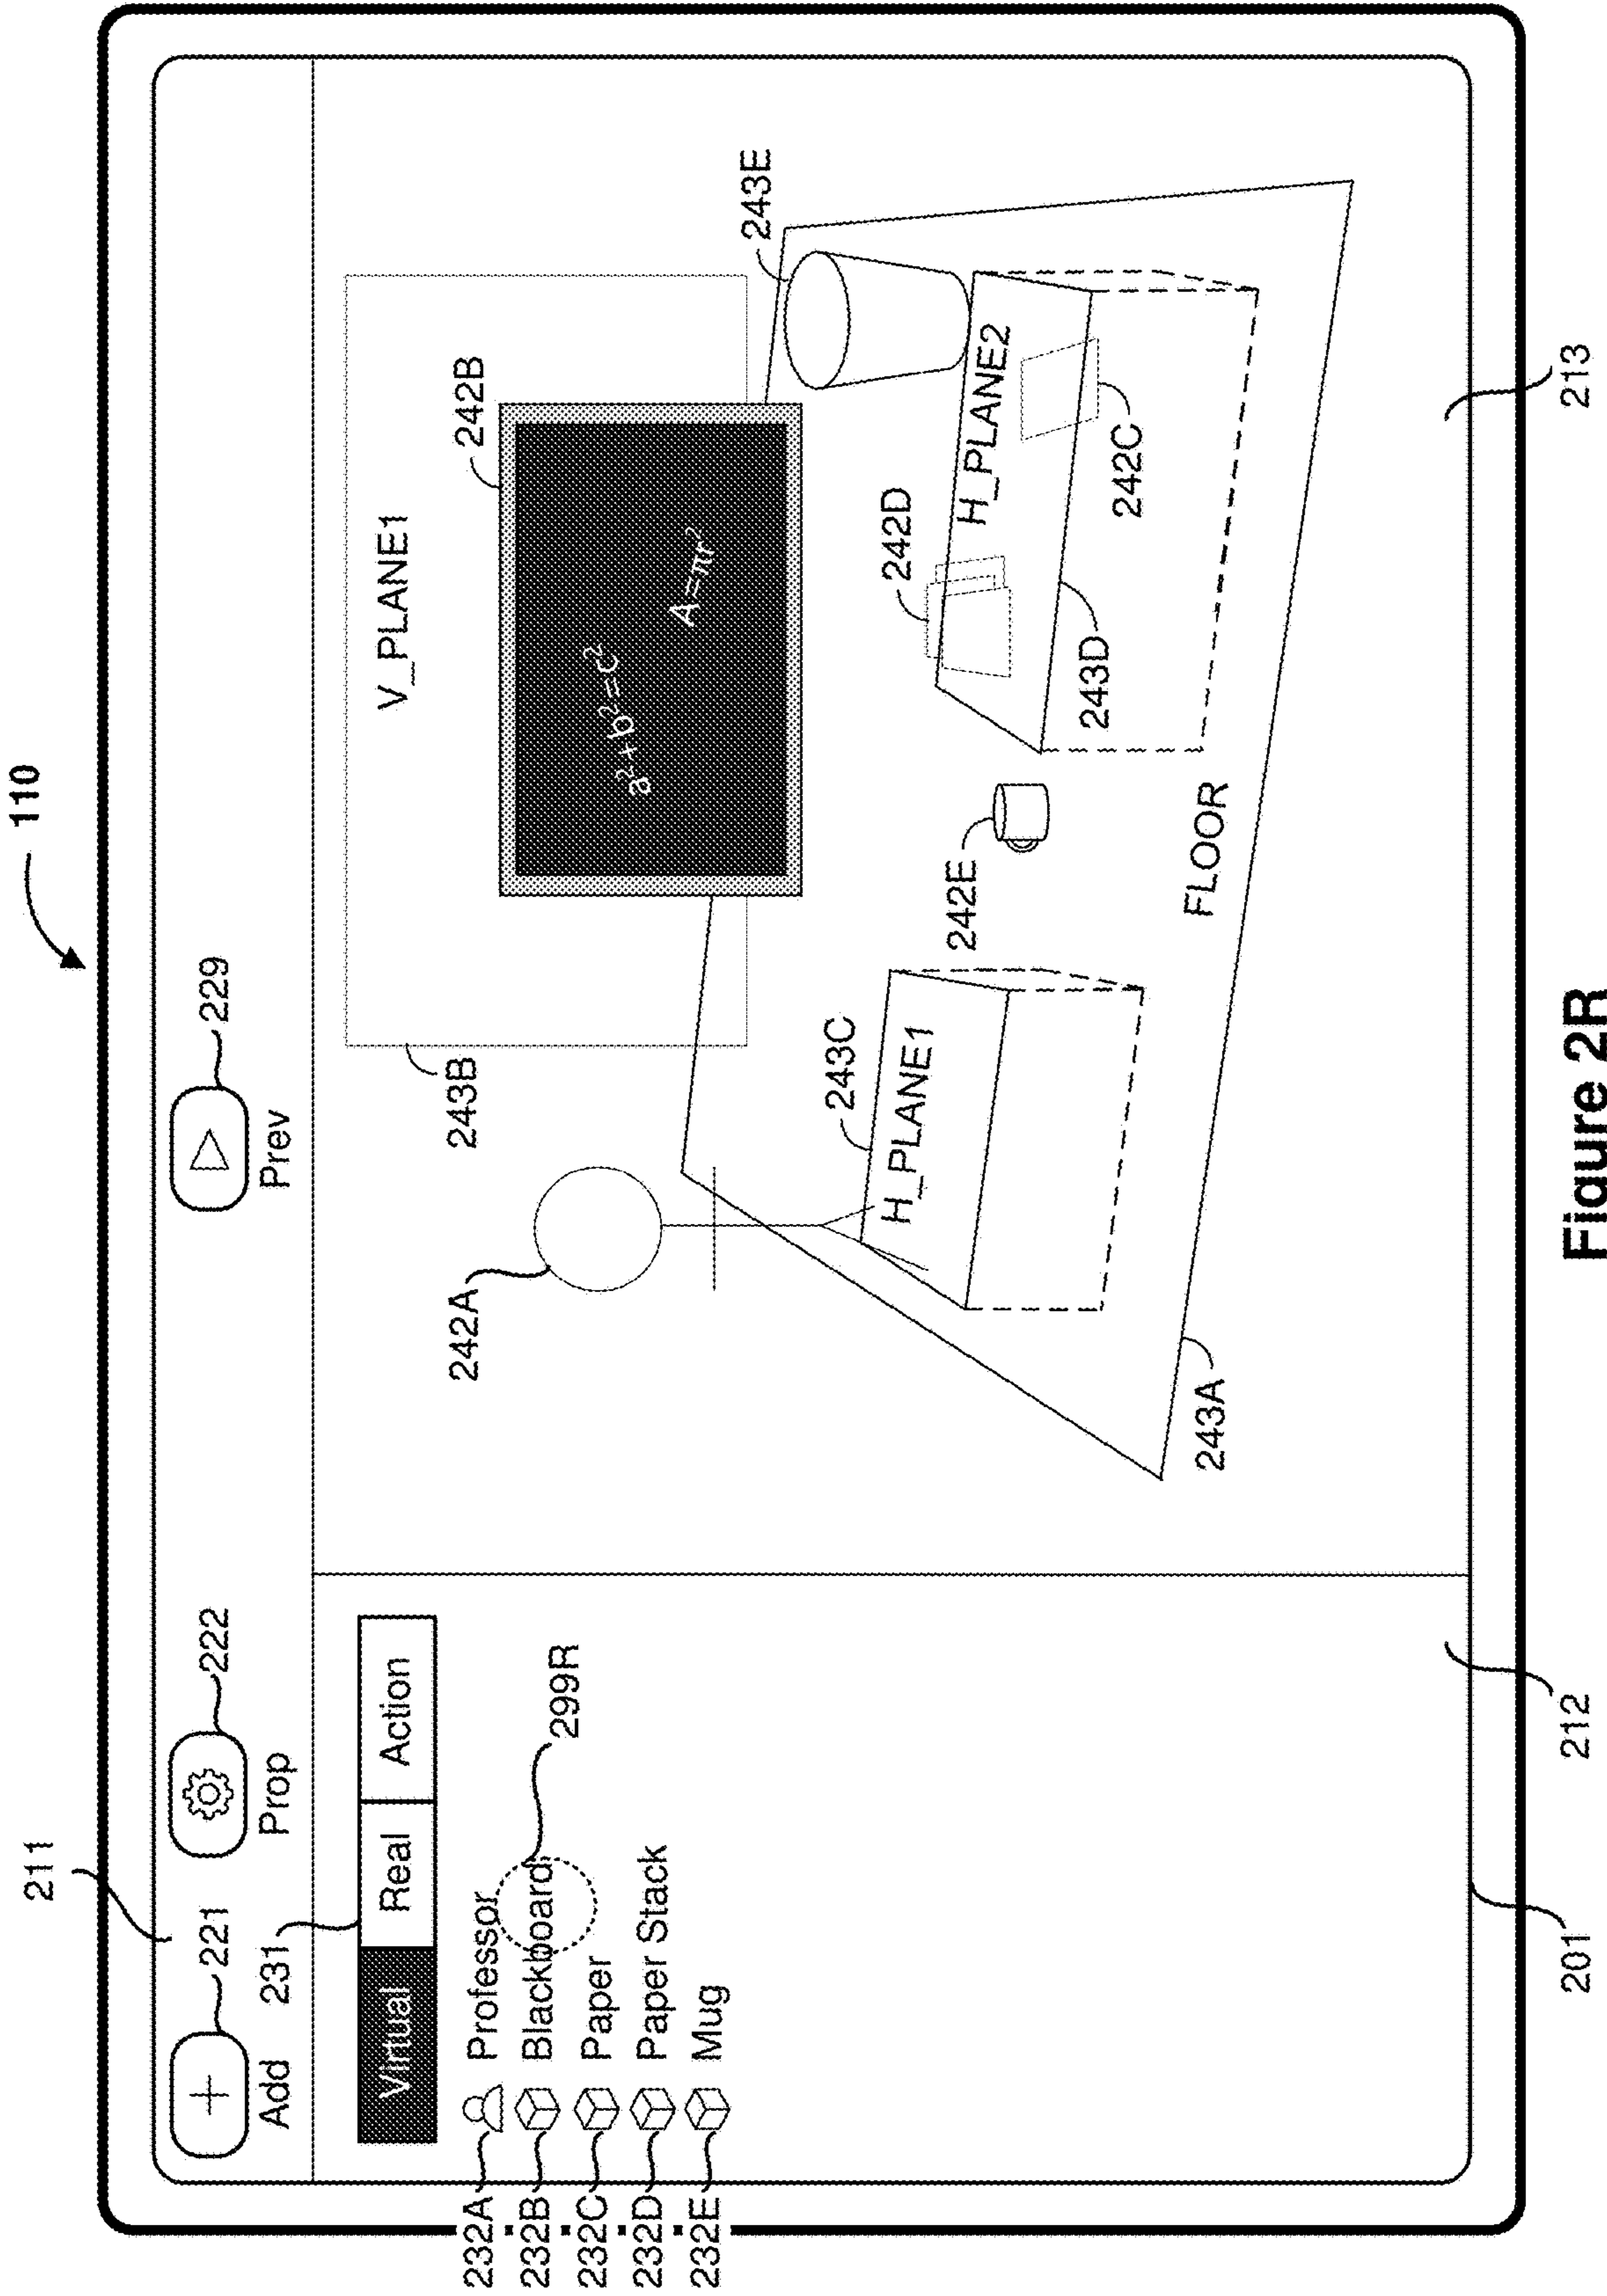 110
211
221
222
229
Add
Prop
Prev
231
Virtual Real Action
232A Professor
232B Blackboard
299R
232C Paper
232D Paper Stack
232E Mug
243B
V_PLANE1
242A
242B
a²+b²=c²
A=πr²
243E
243C
H_PLANE1
242E
242D
H_PLANE2
242C
243D
FLOOR
243A
201
212
213
Figure 2R